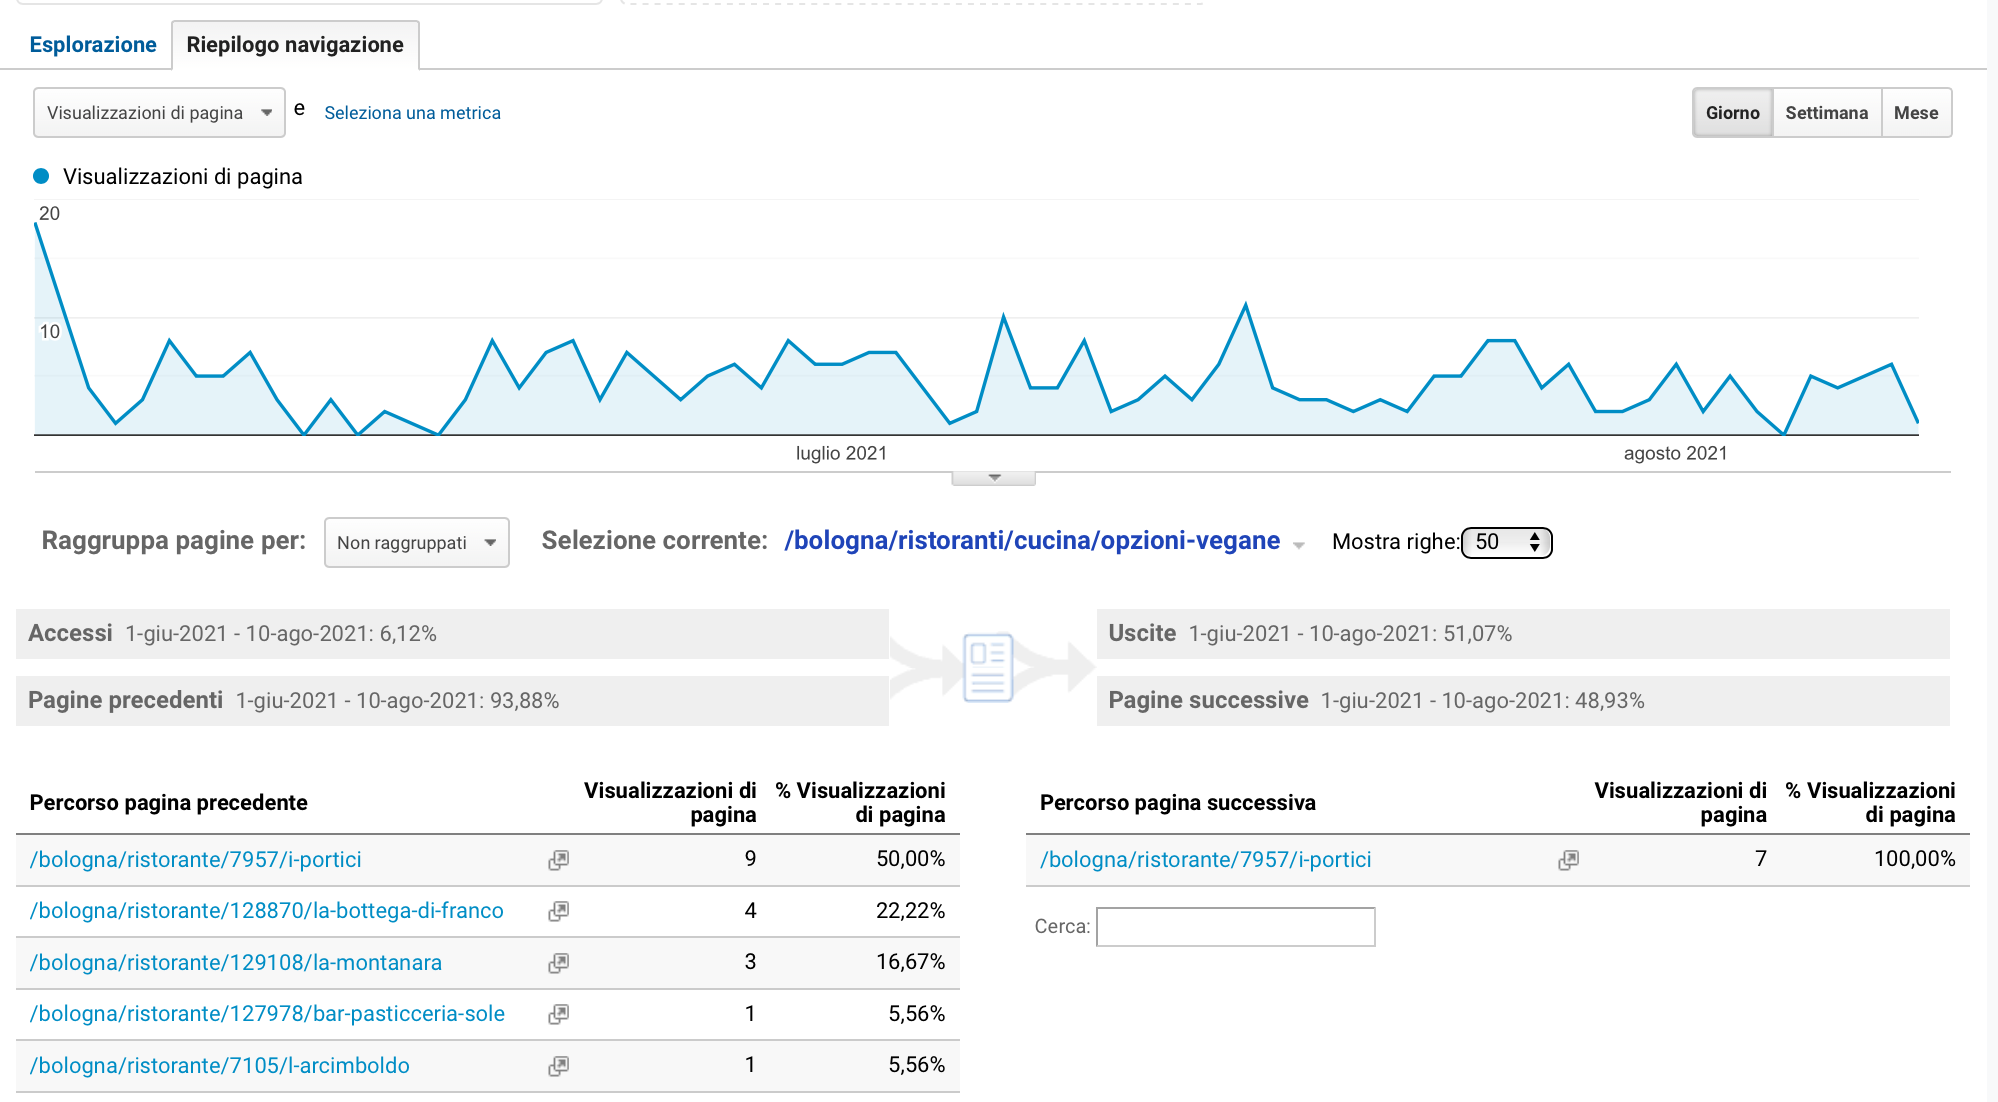 Esplorazione Riepilogo navigazione
Visualizzazioni di pagina e Seleziona una metrica Giorno Settimana Mese
Visualizzazioni di pagina
20
10
luglio 2021 agosto 2021
Raggruppa pagine per: Non raggruppati Selezione corrente: /bologna/ristoranti/cucina/opzioni-vegane Mostra righe: 50
Accessi 1-giu-2021 - 10-ago-2021: 6,12%
Uscite 1-giu-2021 - 10-ago-2021: 51,07%
Pagine precedenti 1-giu-2021 - 10-ago-2021: 93,88%
Pagine successive 1-giu-2021 - 10-ago-2021: 48,93%
Percorso pagina precedente Visualizzazioni di pagina % Visualizzazioni di pagina
/bologna/ristorante/7957/i-portici 9 50,00%
/bologna/ristorante/128870/la-bottega-di-franco 4 22,22%
/bologna/ristorante/129108/la-montanara 3 16,67%
/bologna/ristorante/127978/bar-pasticceria-sole 1 5,56%
/bologna/ristorante/7105/l-arcimboldo 1 5,56%
Percorso pagina successiva Visualizzazioni di pagina % Visualizzazioni di pagina
/bologna/ristorante/7957/i-portici 7 100,00%
Cerca: